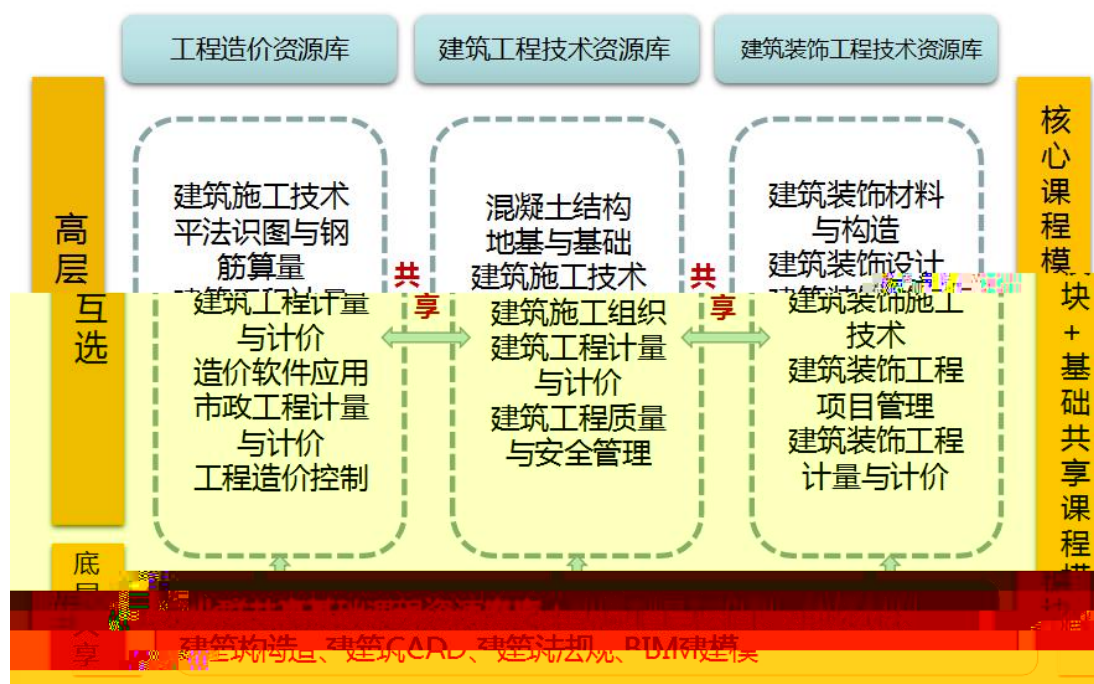 工程造价资源库
建筑工程技术资源库
建筑装饰工程技术资源库
高层
互选
建筑施工技术
平法识图与钢
筋算量
建筑工程计量
与计价
造价软件应用
市政工程计量
与计价
工程造价控制
共
享
混凝土结构
地基与基础
建筑施工技术
建筑施工组织
建筑工程计量
与计价
建筑工程质量
与安全管理
共
享
建筑装饰材料
与构造
建筑装饰设计
建筑装饰施工
技术
建筑装饰工程
项目管理
建筑装饰工程
计量与计价
核心课程模
块+基础共享课程模块
底层
共享
建筑构造、建筑CAD、建筑法规、BIM建模